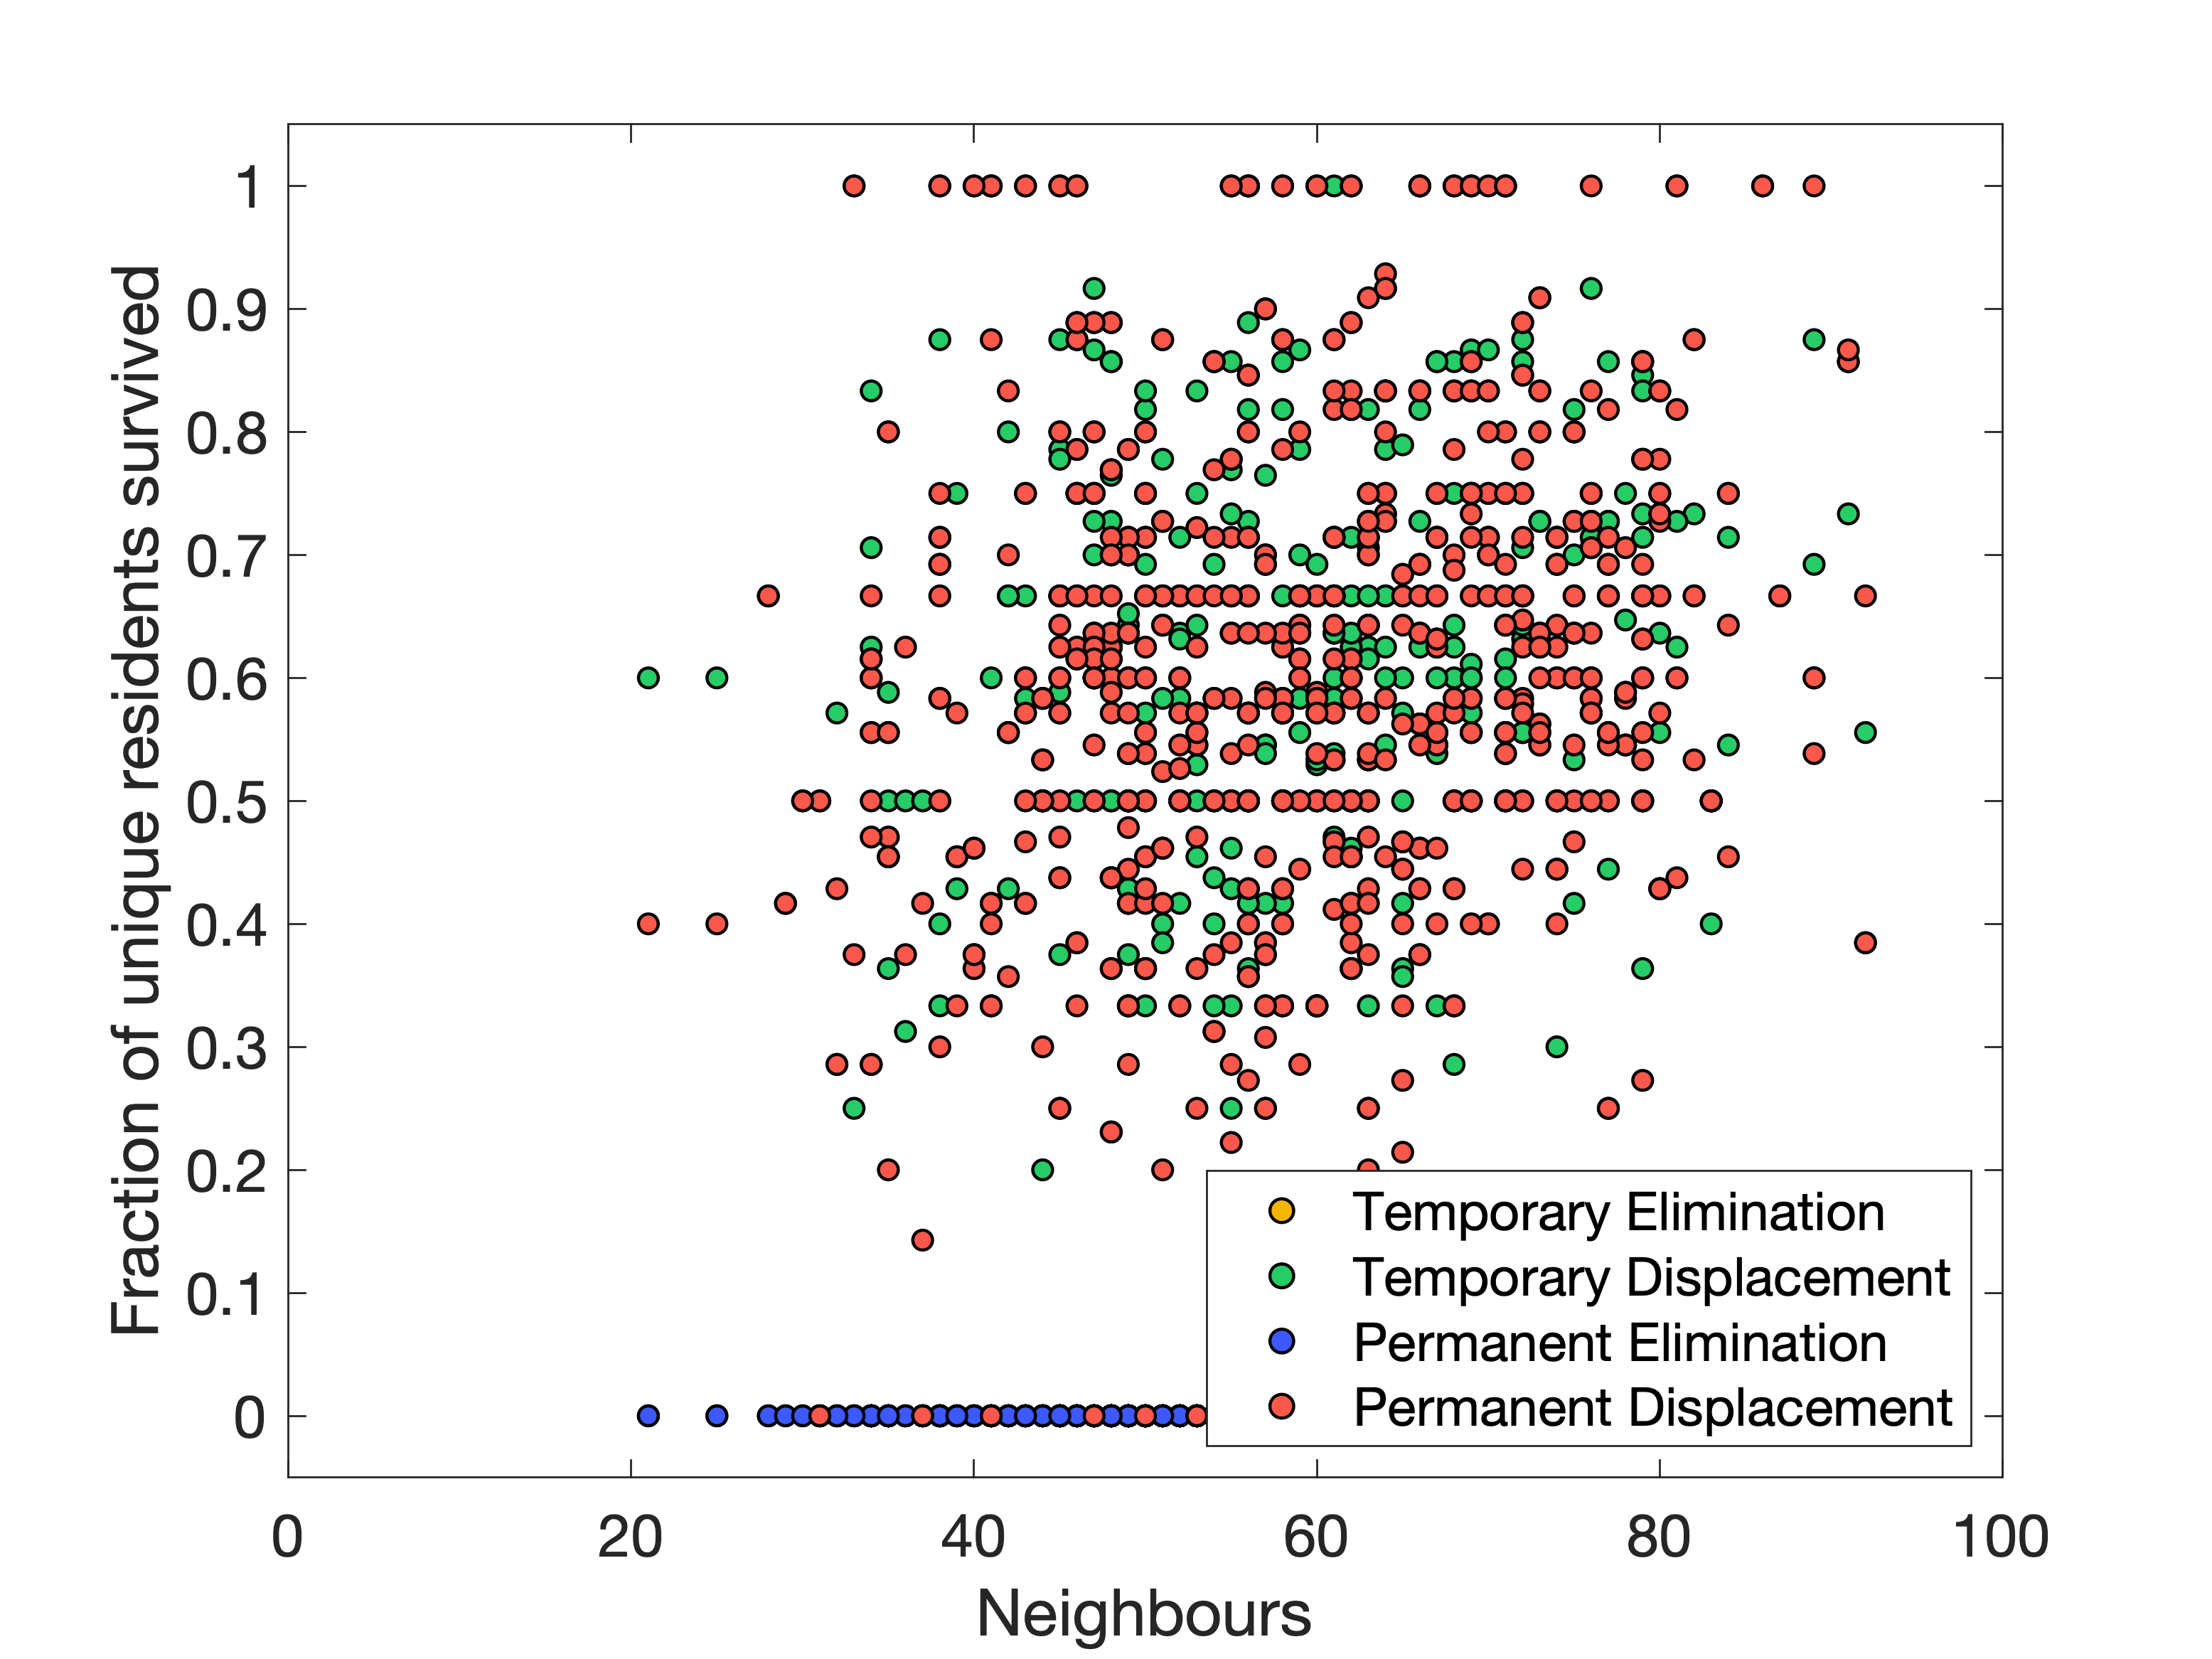 Fraction of unique residents survived
1
0.9
0.8
0.7
0.6
0.5
0.4
0.3
0.2
0.1
0
Temporary Elimination
Temporary Displacement
Permanent Elimination
Permanent Displacement
0 20 40 60 80 100
Neighbours